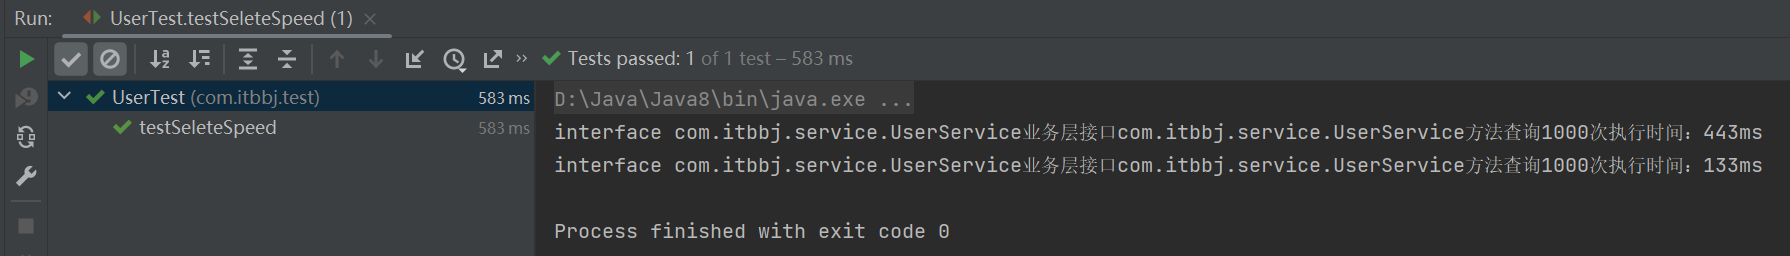 Run: UserTest.testSeleteSpeed (1) ×
Tests passed: 1 of 1 test – 583 ms
UserTest (com.itbbj.test) 583 ms
testSeleteSpeed 583 ms
D:\Java\Java8\bin\java.exe ...
interface com.itbbj.service.UserService业务层接口com.itbbj.service.UserService方法查询1000次执行时间：443ms
interface com.itbbj.service.UserService业务层接口com.itbbj.service.UserService方法查询1000次执行时间：133ms
Process finished with exit code 0